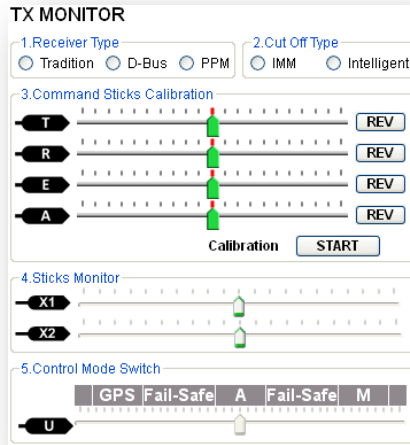 TX MONITOR
1.Receiver Type
Tradition D-Bus PPM
2.Cut Off Type
IMM Intelligent
3.Command Sticks Calibration
T REV
R REV
E REV
A REV
Calibration START
4.Sticks Monitor
X1
X2
5.Control Mode Switch
GPS Fail-Safe A Fail-Safe M
U